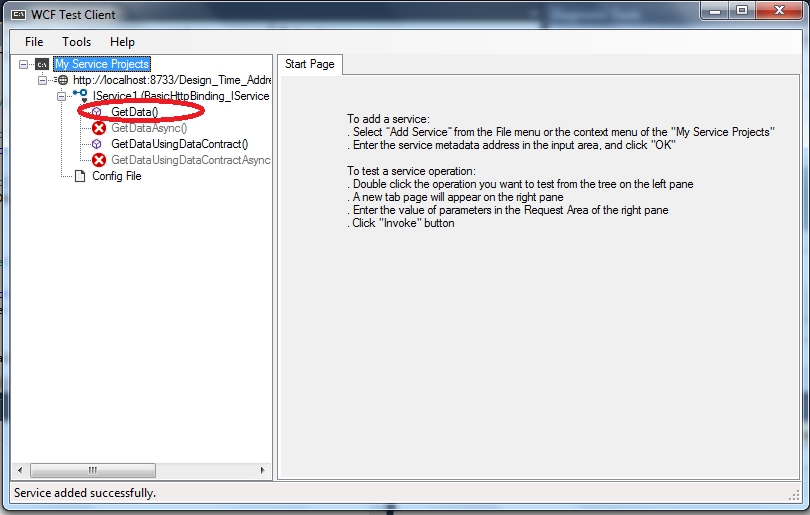 WCF Test Client
File Tools Help
My Service Projects
http://localhost:8733/Design_Time_Addre
IService1 (BasicHttpBinding_IService
GetData()
GetDataAsync()
GetDataUsingDataContract()
GetDataUsingDataContractAsync
Config File
Start Page
To add a service:
. Select "Add Service" from the File menu or the context menu of the "My Service Projects"
. Enter the service metadata address in the input area, and click "OK"
To test a service operation:
. Double click the operation you want to test from the tree on the left pane
. A new tab page will appear on the right pane
. Enter the value of parameters in the Request Area of the right pane
. Click "Invoke" button
Service added successfully.